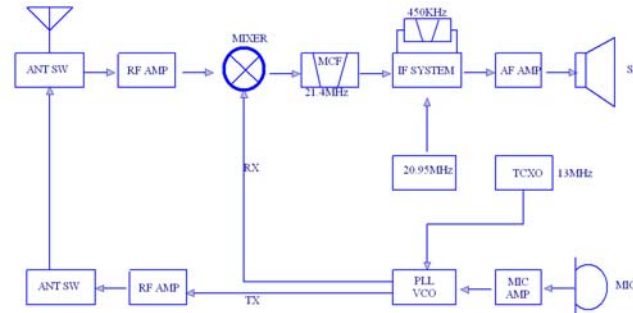 450KHz
MIXER
ANT SW
RF AMP
MCF
21.4MHz
IF SYSTEM
AF AMP
S
RX
20.95MHz
TCXO
13MHz
ANT SW
RF AMP
TX
PLL
VCO
MIC
AMP
MIC